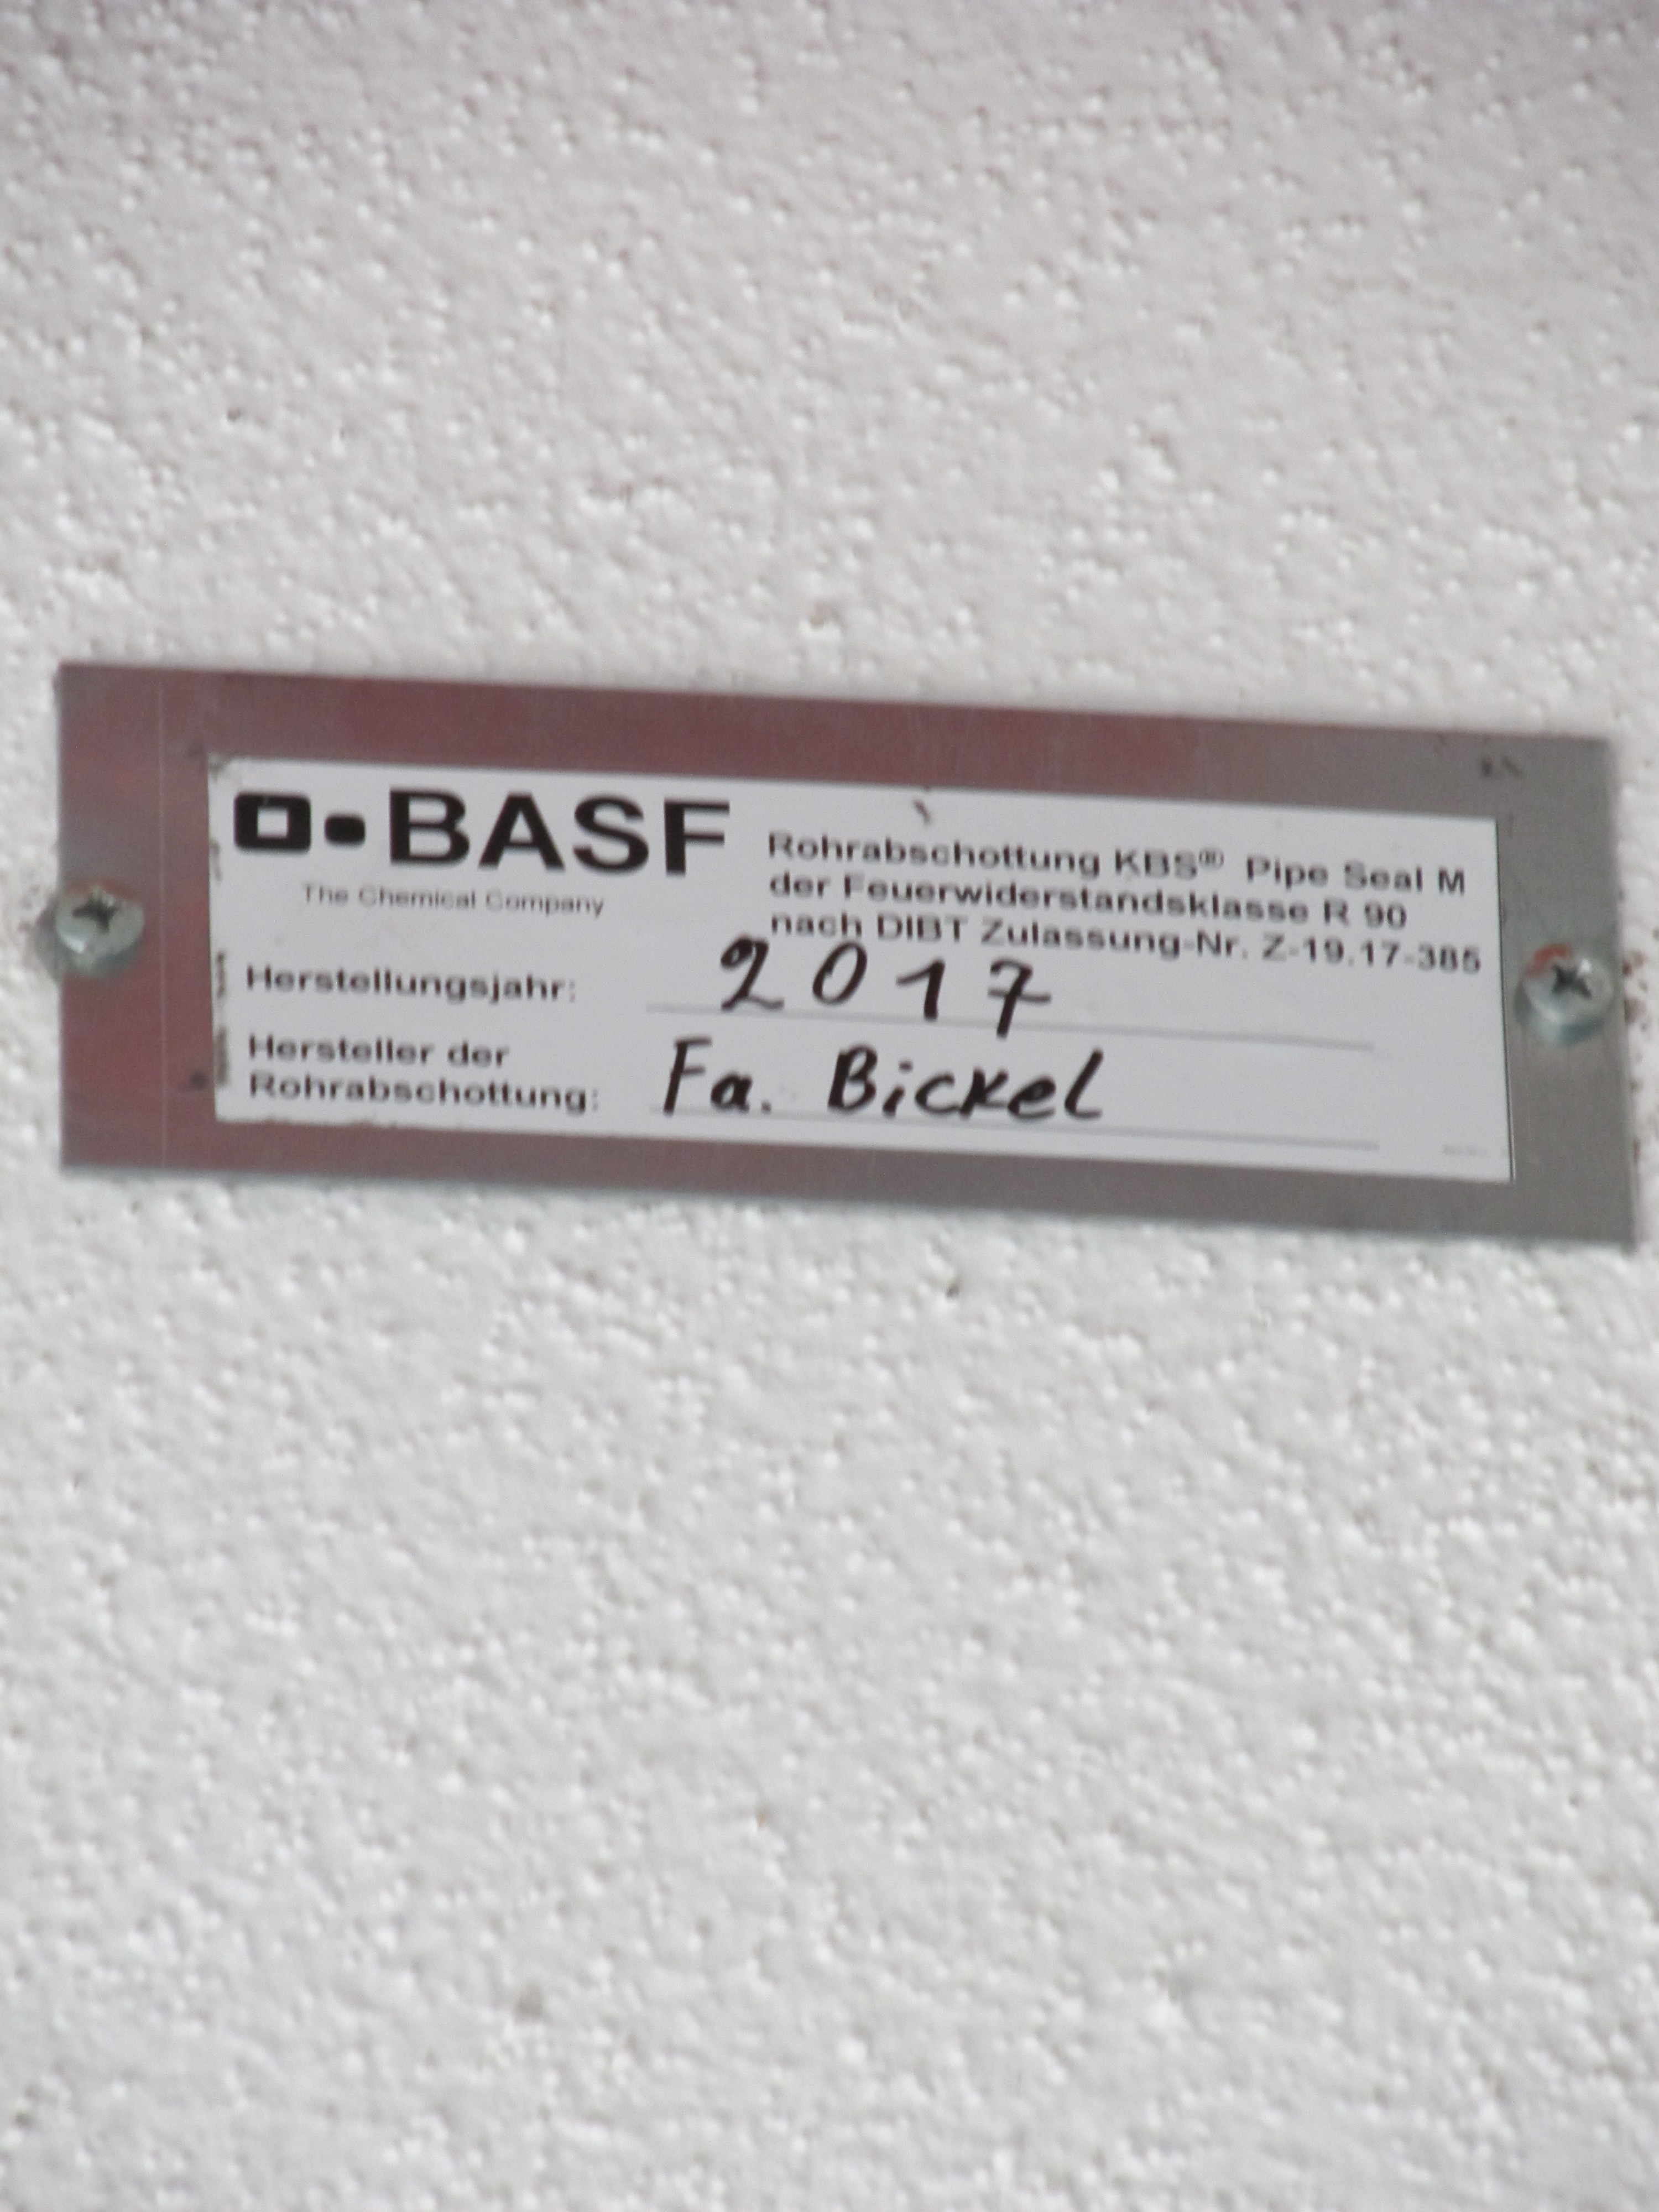 BASF
The Chemical Company
Rohrabschottung KBS® Pipe Seal M
der Feuerwiderstandsklasse R 90
nach DIBT Zulassung-Nr. Z-19.17-385
Herstellungsjahr: 2017
Hersteller der
Rohrabschottung: Fa. Bickel